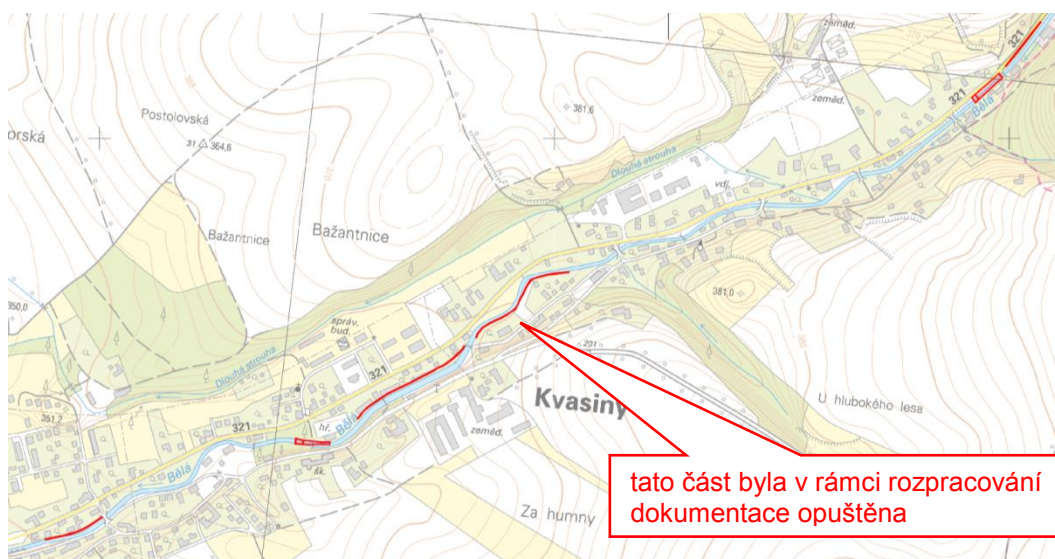 zeměd.
370
321
321
Bělá
zeměd.
381,6
Postolovská
orská
31 364,6
Dlouhá strouha
vdj.
Bažantnice
Bažantnice
350,0
381,0
správ.
bud.
201
321
Dlouhá strouha
Kvasiny
U hlubokého lesa
351,2
321
hř.
Bělá
zeměd.
šk.
Bělá
Za humny
tato část byla v rámci rozpracování
dokumentace opuštěna